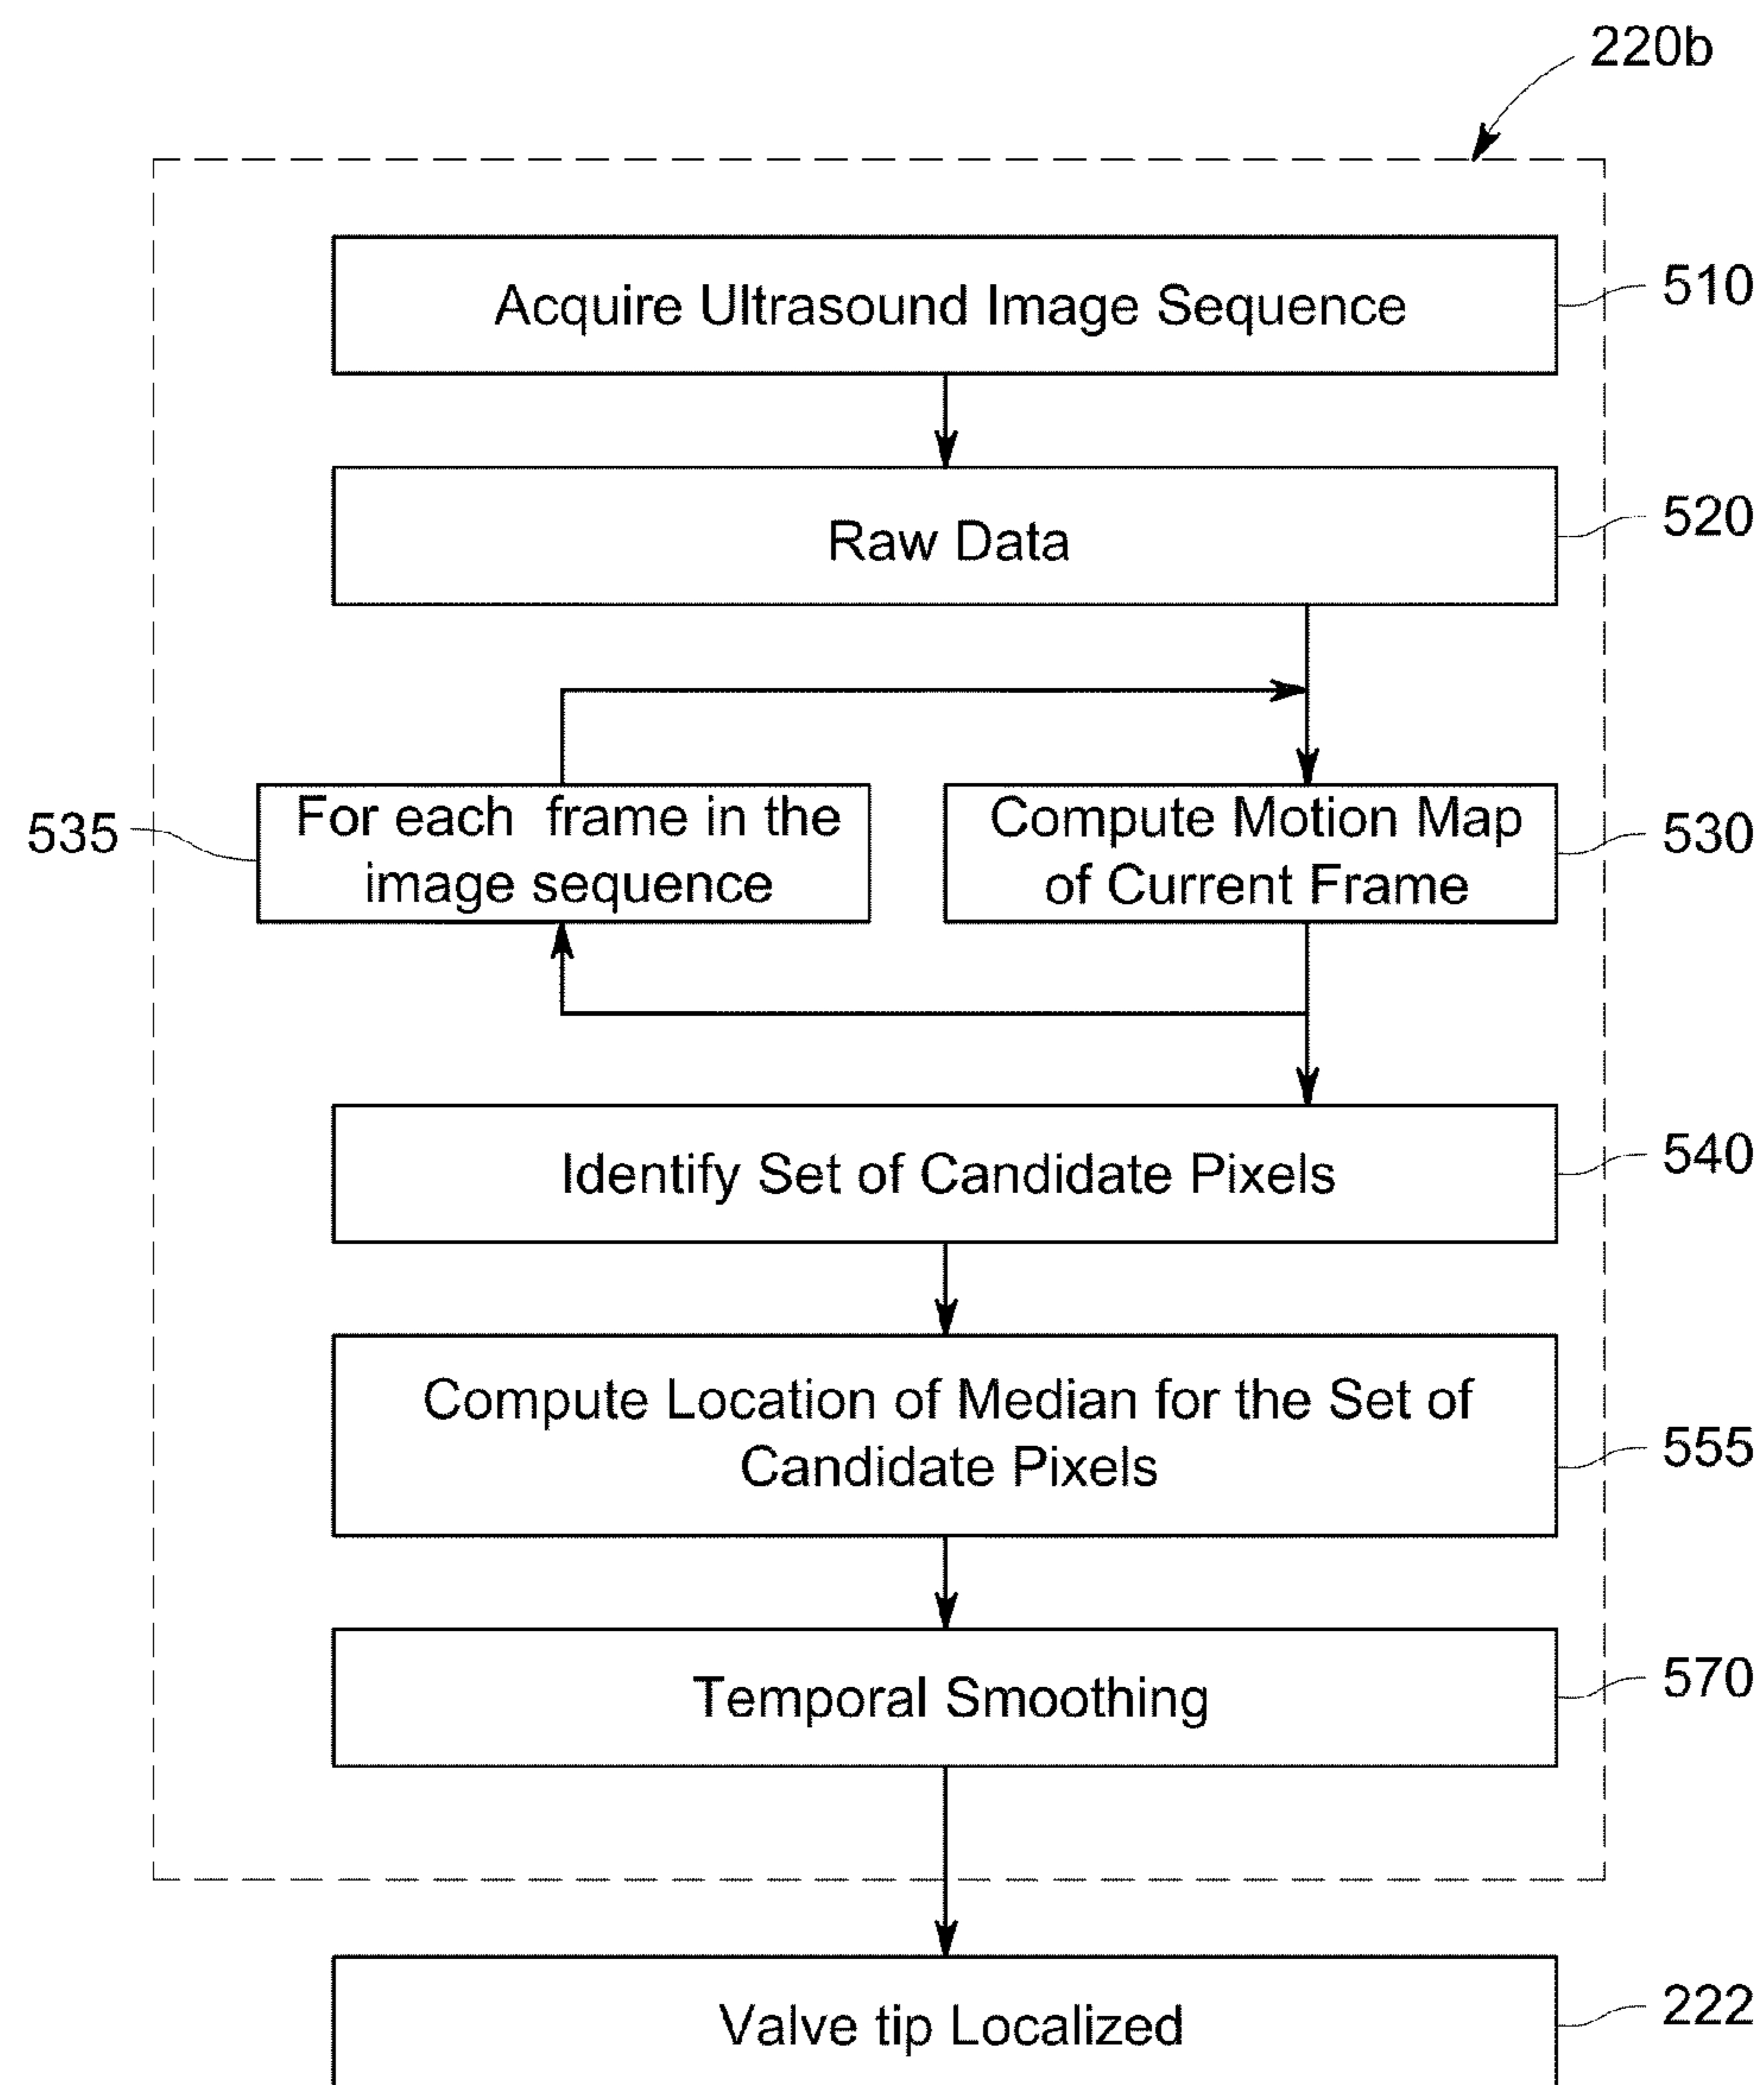 220b
Acquire Ultrasound Image Sequence
510
Raw Data
520
For each frame in the
image sequence
535
Compute Motion Map
of Current Frame
530
Identify Set of Candidate Pixels
540
Compute Location of Median for the Set of
Candidate Pixels
555
Temporal Smoothing
570
Valve tip Localized
222